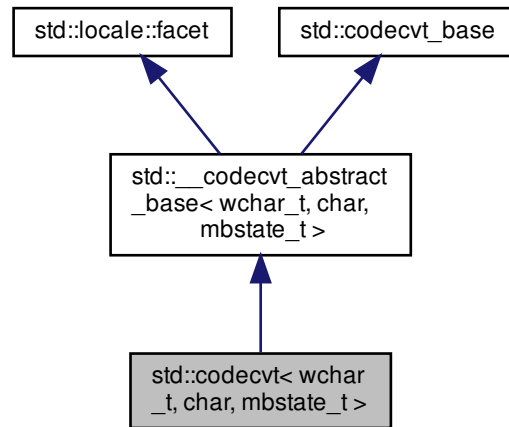 std::locale::facet
std::codecvt_base
std::__codecvt_abstract
_base< wchar_t, char,
mbstate_t >
std::codecvt< wchar
_t, char, mbstate_t >